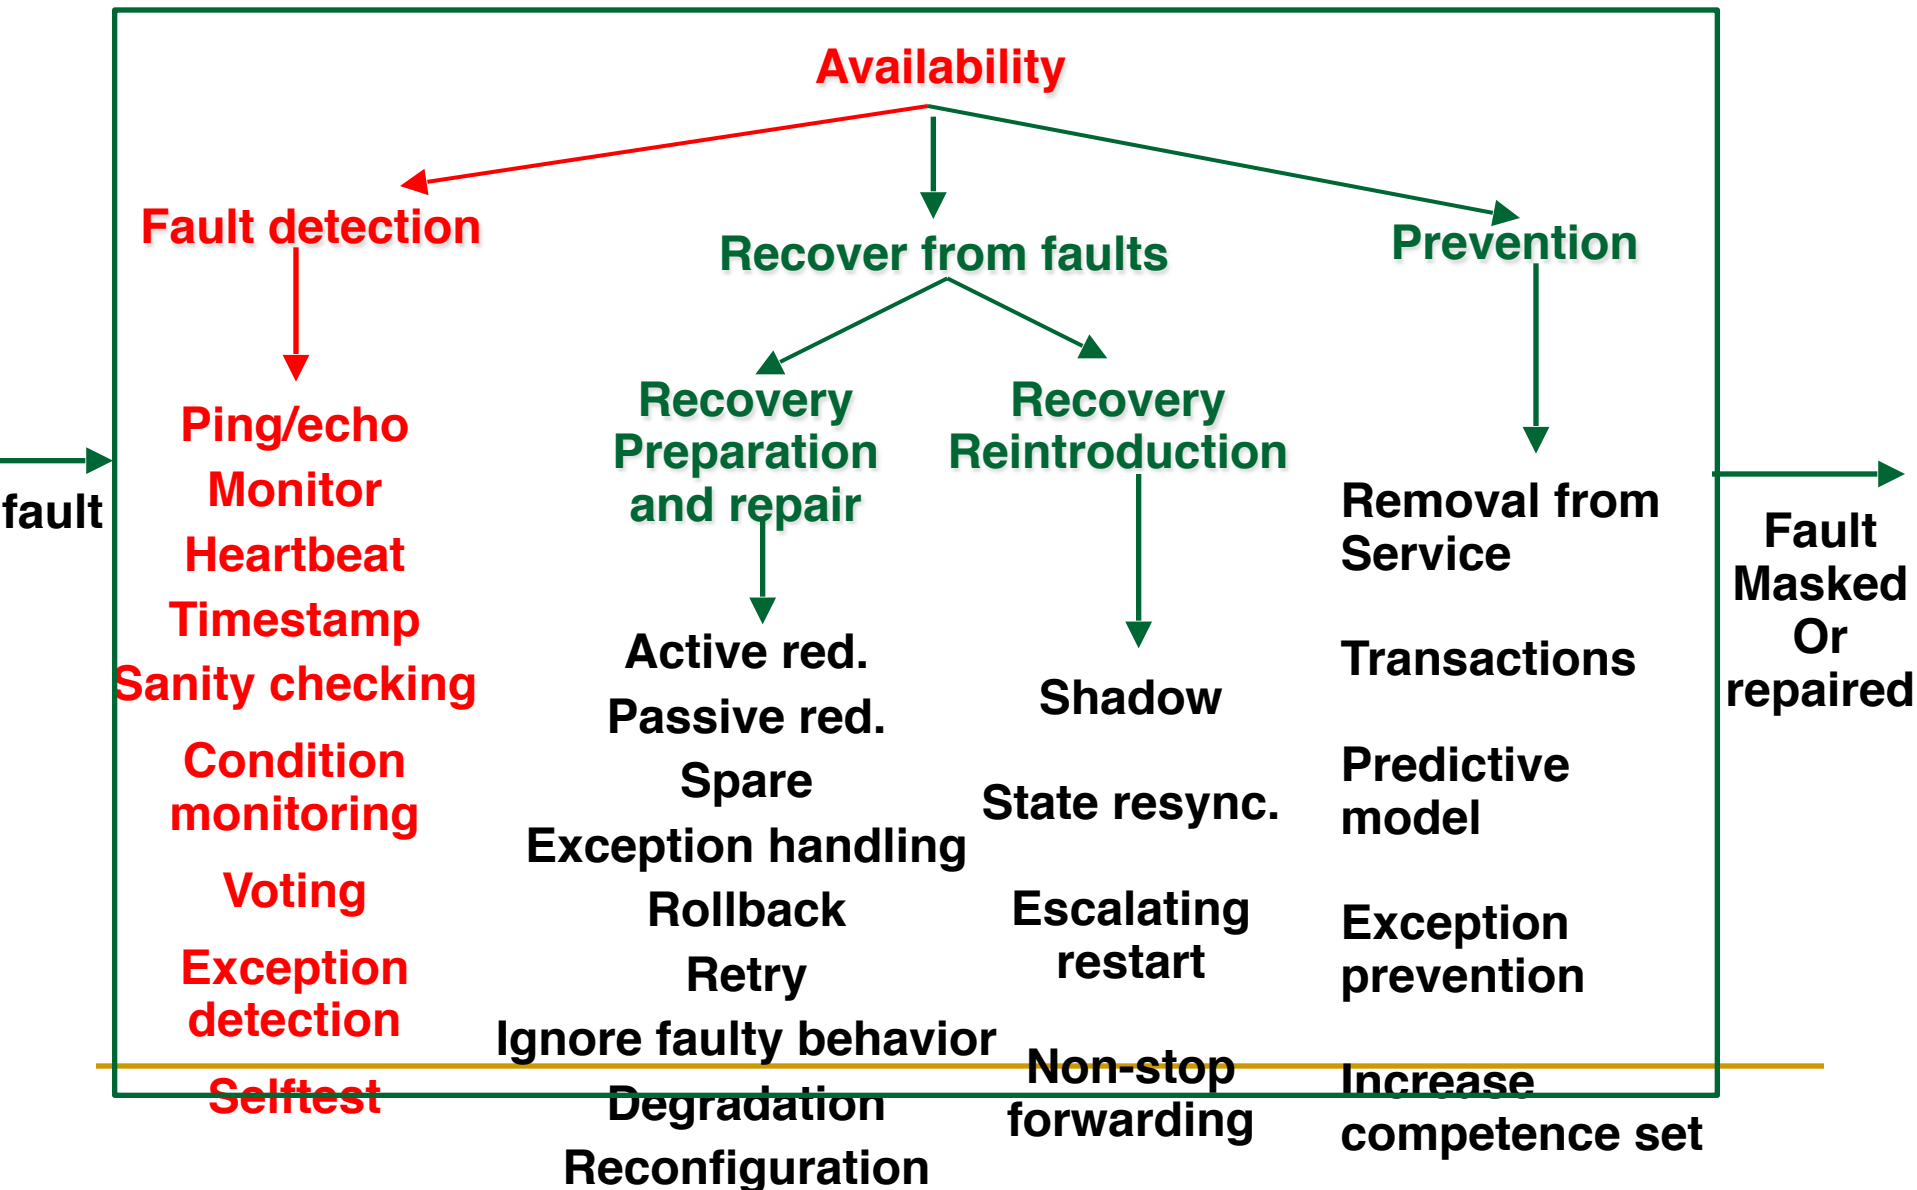 Availability
Fault detection
Recover from faults
Prevention
fault
Ping/echo
Monitor
Heartbeat
Timestamp
Sanity checking
Condition
monitoring
Voting
Exception
detection
Selftest
Recovery
Preparation
and repair
Active red.
Passive red.
Spare
Exception handling
Rollback
Retry
Ignore faulty behavior
Degradation
Reconfiguration
Recovery
Reintroduction
Shadow
State resync.
Escalating
restart
Non-stop
forwarding
Removal from
Service
Transactions
Predictive
model
Exception
prevention
Increase
competence set
Fault
Masked
Or
repaired